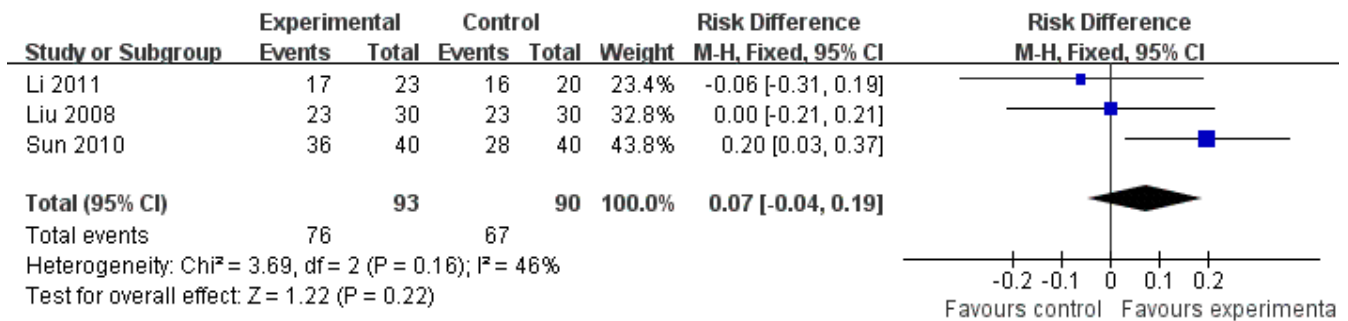 Experimental Control Risk Difference Risk Difference
Study or Subgroup Events Total Events Total Weight M-H, Fixed, 95% CI M-H, Fixed, 95% CI
Li 2011 17 23 16 20 23.4% -0.06 [-0.31, 0.19]
Liu 2008 23 30 23 30 32.8% 0.00 [-0.21, 0.21]
Sun 2010 36 40 28 40 43.8% 0.20 [0.03, 0.37]
Total (95% CI) 93 90 100.0% 0.07 [-0.04, 0.19]
Total events 76 67
Heterogeneity: Chi² = 3.69, df = 2 (P = 0.16); I² = 46%
Test for overall effect: Z = 1.22 (P = 0.22)
-0.2 -0.1 0 0.1 0.2
Favours control Favours experimenta